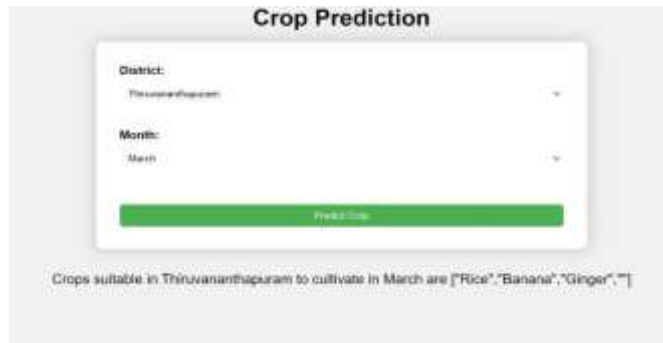 Crop Prediction
District:
Thiruvananthapuram
Month:
March
Predict Crop
Crops suitable in Thiruvananthapuram to cultivate in March are ["Rice","Banana","Ginger",""]